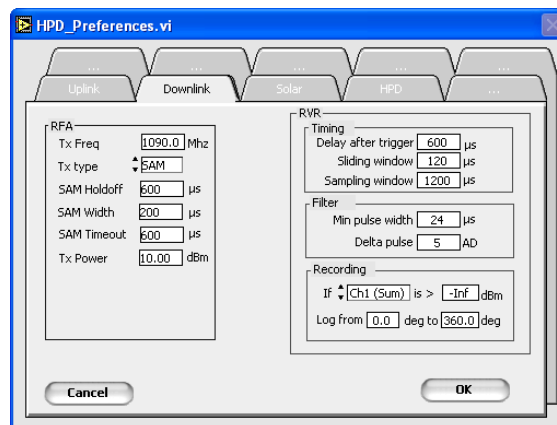 HPD_Preferences.vi
... ... ... ... ...
Uplink Downlink Solar HPD ...
RFA
Tx Freq 1090.0 Mhz
Tx type SAM
SAM Holdoff 600 µs
SAM Width 200 µs
SAM Timeout 600 µs
Tx Power 10.00 dBm
RVR
Timing
Delay after trigger 600 µs
Sliding window 120 µs
Sampling window 1200 µs
Filter
Min pulse width 24 µs
Delta pulse 5 AD
Recording
If Ch1 (Sum) is > -Inf dBm
Log from 0.0 deg to 360.0 deg
Cancel OK